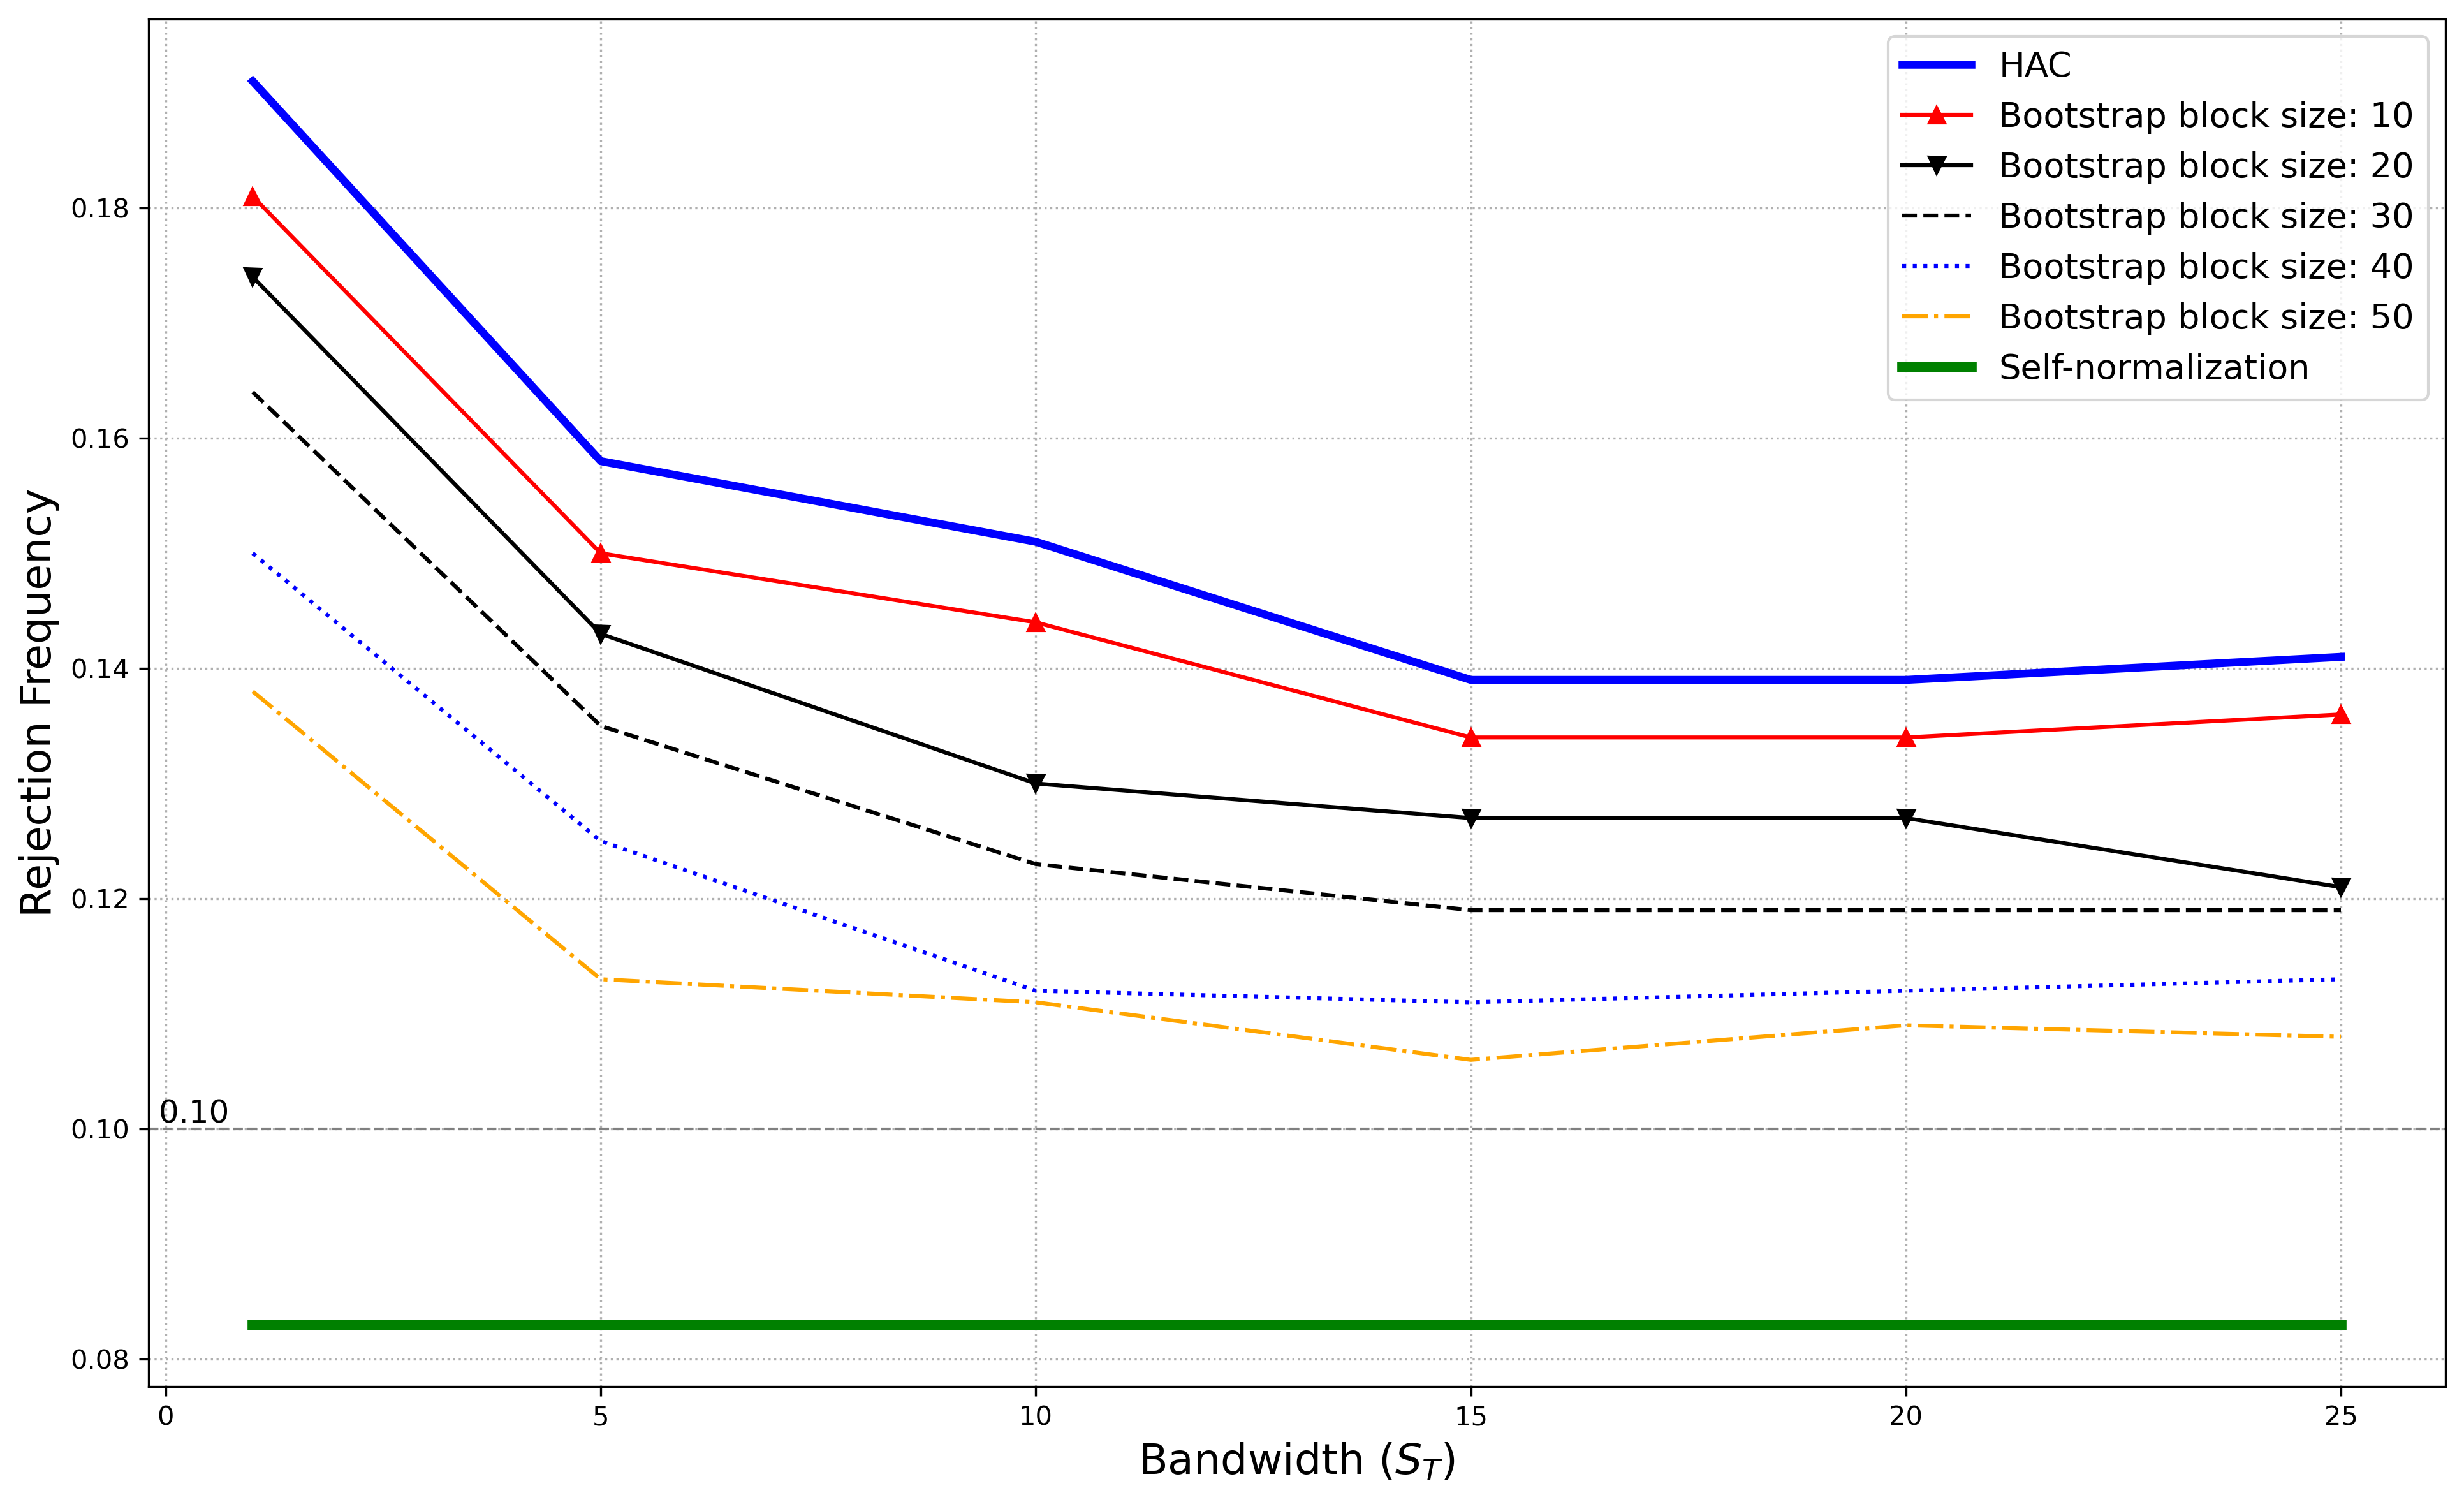 HAC
Bootstrap block size: 10
Bootstrap block size: 20
Bootstrap block size: 30
Bootstrap block size: 40
Bootstrap block size: 50
Self-normalization
Rejection Frequency
0.18
0.16
0.14
0.12
0.10
0.10
0.08
0 5 10 15 20 25
Bandwidth (S_T)